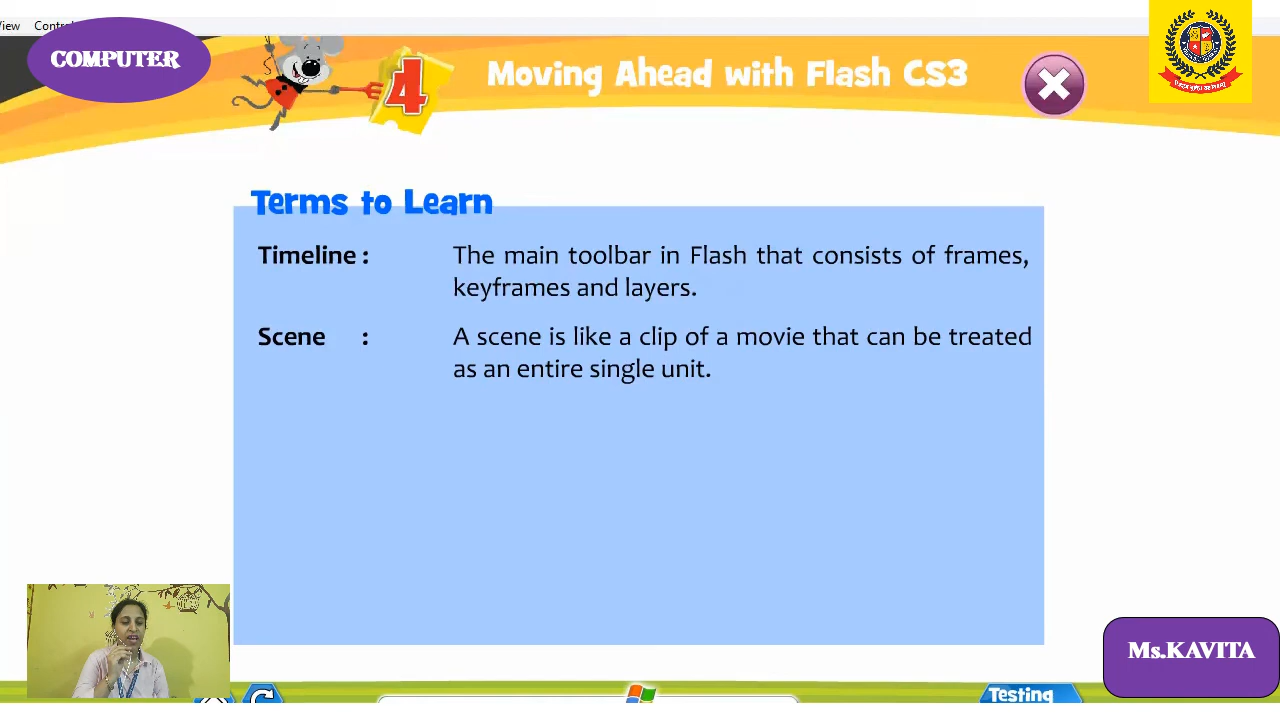 View Control
COMPUTER
4
Moving Ahead with Flash CS3
Terms to Learn
Timeline : The main toolbar in Flash that consists of frames,
keyframes and layers.
Scene : A scene is like a clip of a movie that can be treated
as an entire single unit.
Ms.KAVITA
Testing